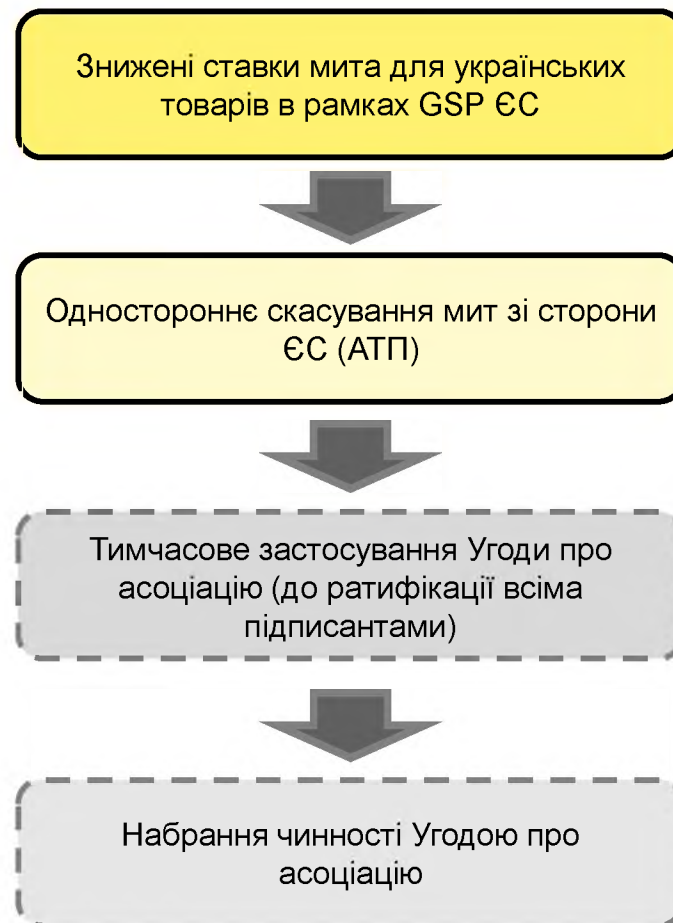 Знижені ставки мита для українських
товарів в рамках GSP ЄС
Одностороннє скасування мит зі сторони
ЄС (АТП)
Тимчасове застосування Угоди про
асоціацію (до ратифікації всіма
підписантами)
Набрання чинності Угодою про
асоціацію